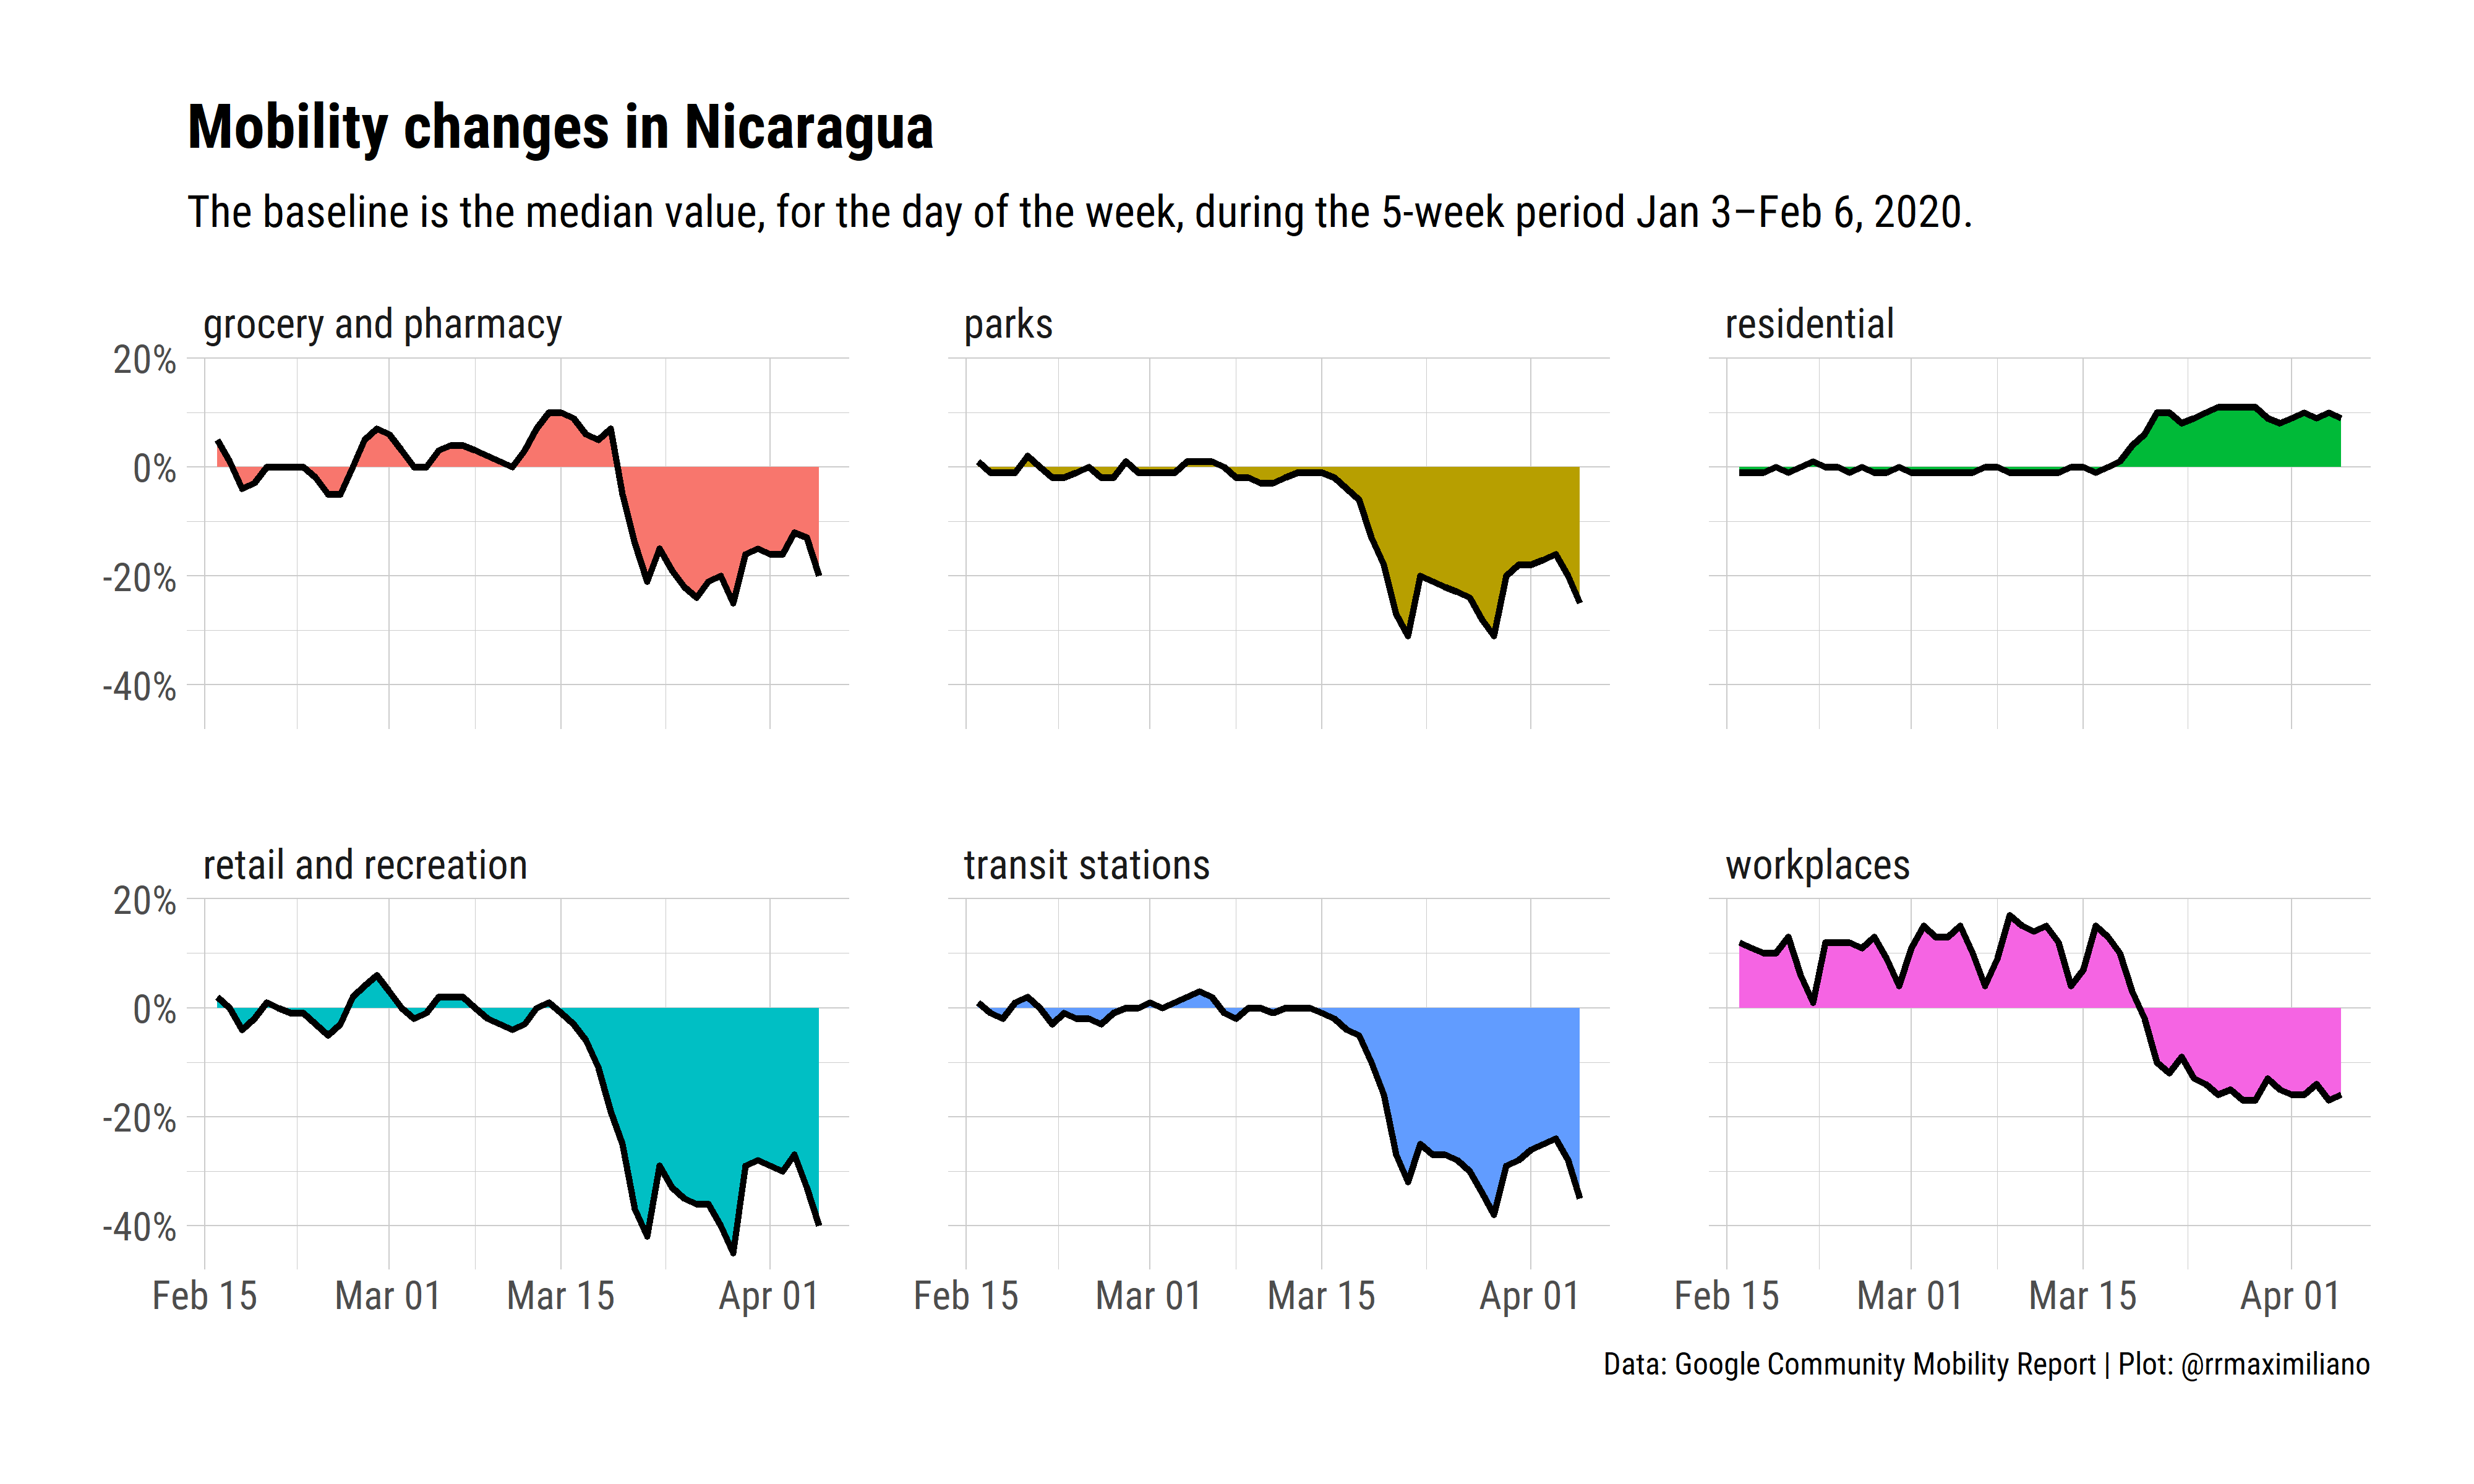 Mobility changes in Nicaragua
The baseline is the median value, for the day of the week, during the 5-week period Jan 3–Feb 6, 2020.
grocery and pharmacy
parks
residential
20%
0%
-20%
-40%
retail and recreation
transit stations
workplaces
20%
0%
-20%
-40%
Feb 15 Mar 01 Mar 15 Apr 01
Feb 15 Mar 01 Mar 15 Apr 01
Feb 15 Mar 01 Mar 15 Apr 01
Data: Google Community Mobility Report | Plot: @rrmaximiliano